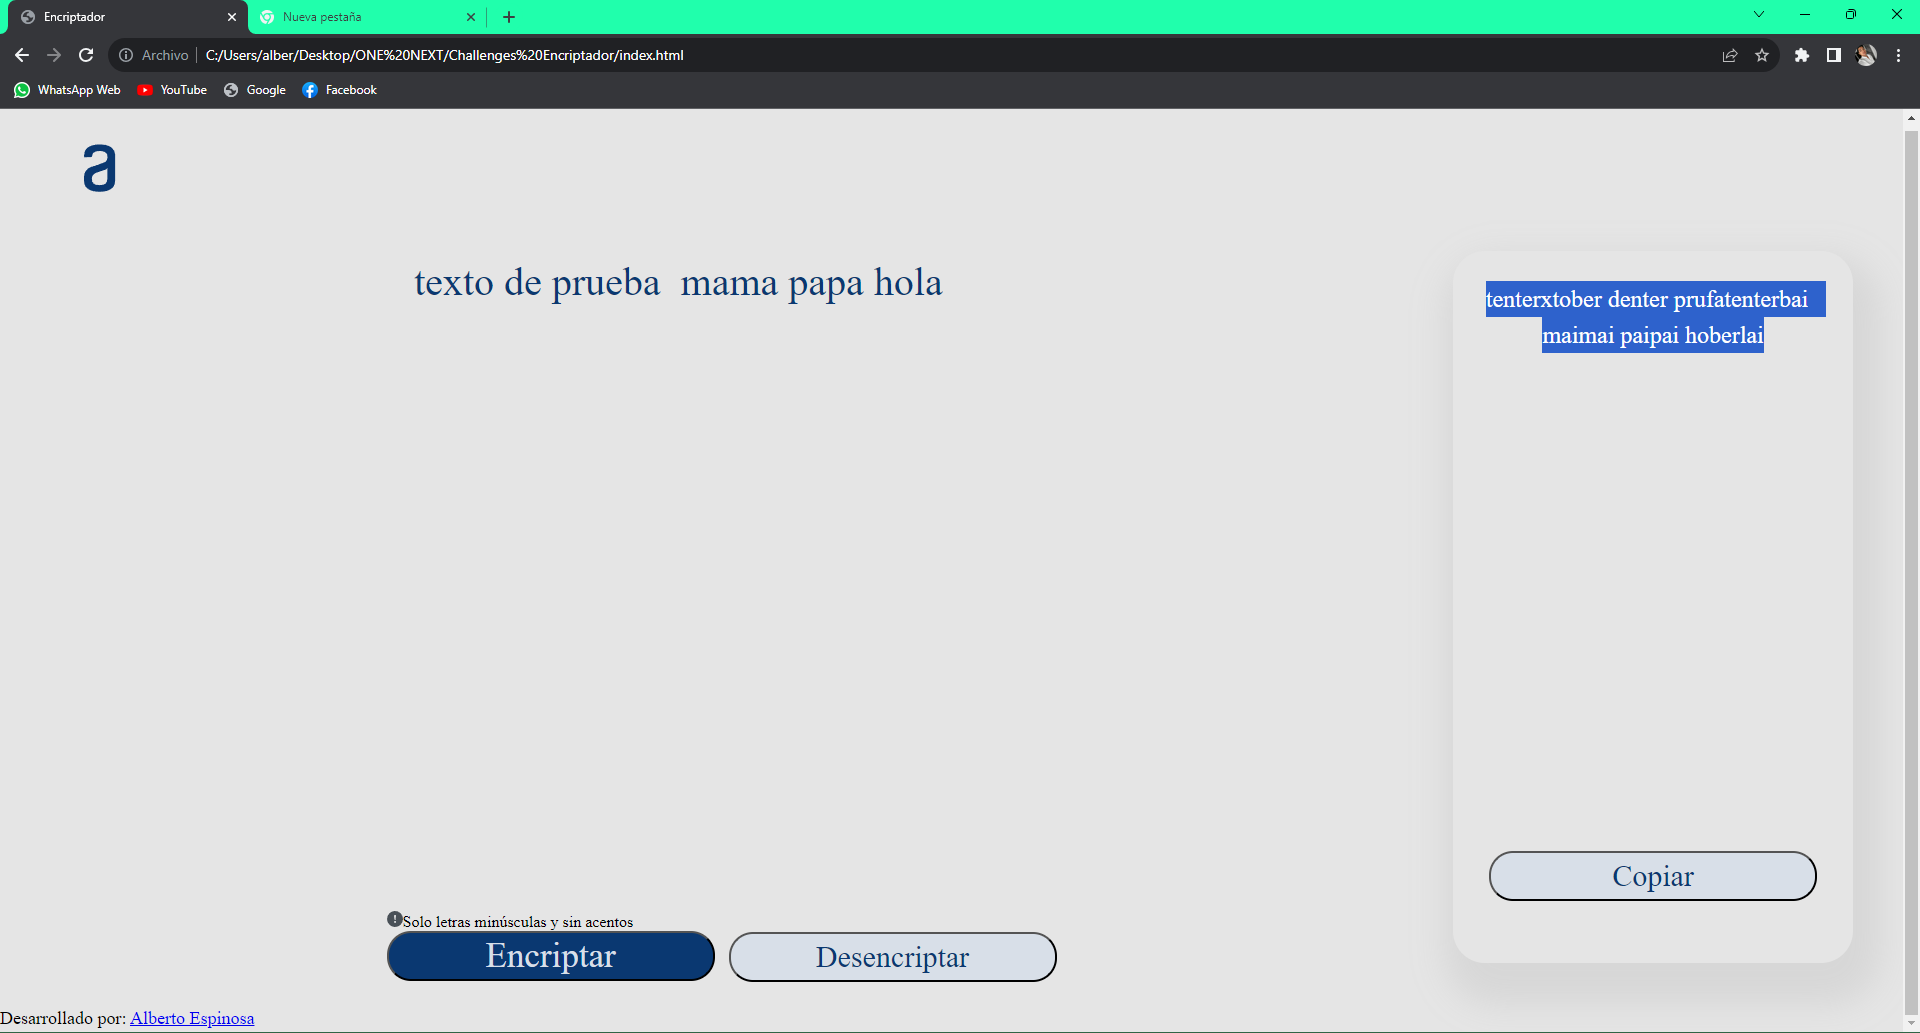 Encriptador
Nueva pestaña
Archivo
C:/Users/alber/Desktop/ONE%20NEXT/Challenges%20Encriptador/index.html
WhatsApp Web
YouTube
Google
Facebook
a
texto de prueba  mama papa hola
tenterxtober denter prufatenterbai
maimai paipai hoberlai
Copiar
Solo letras minúsculas y sin acentos
Encriptar
Desencriptar
Desarrollado por: Alberto Espinosa